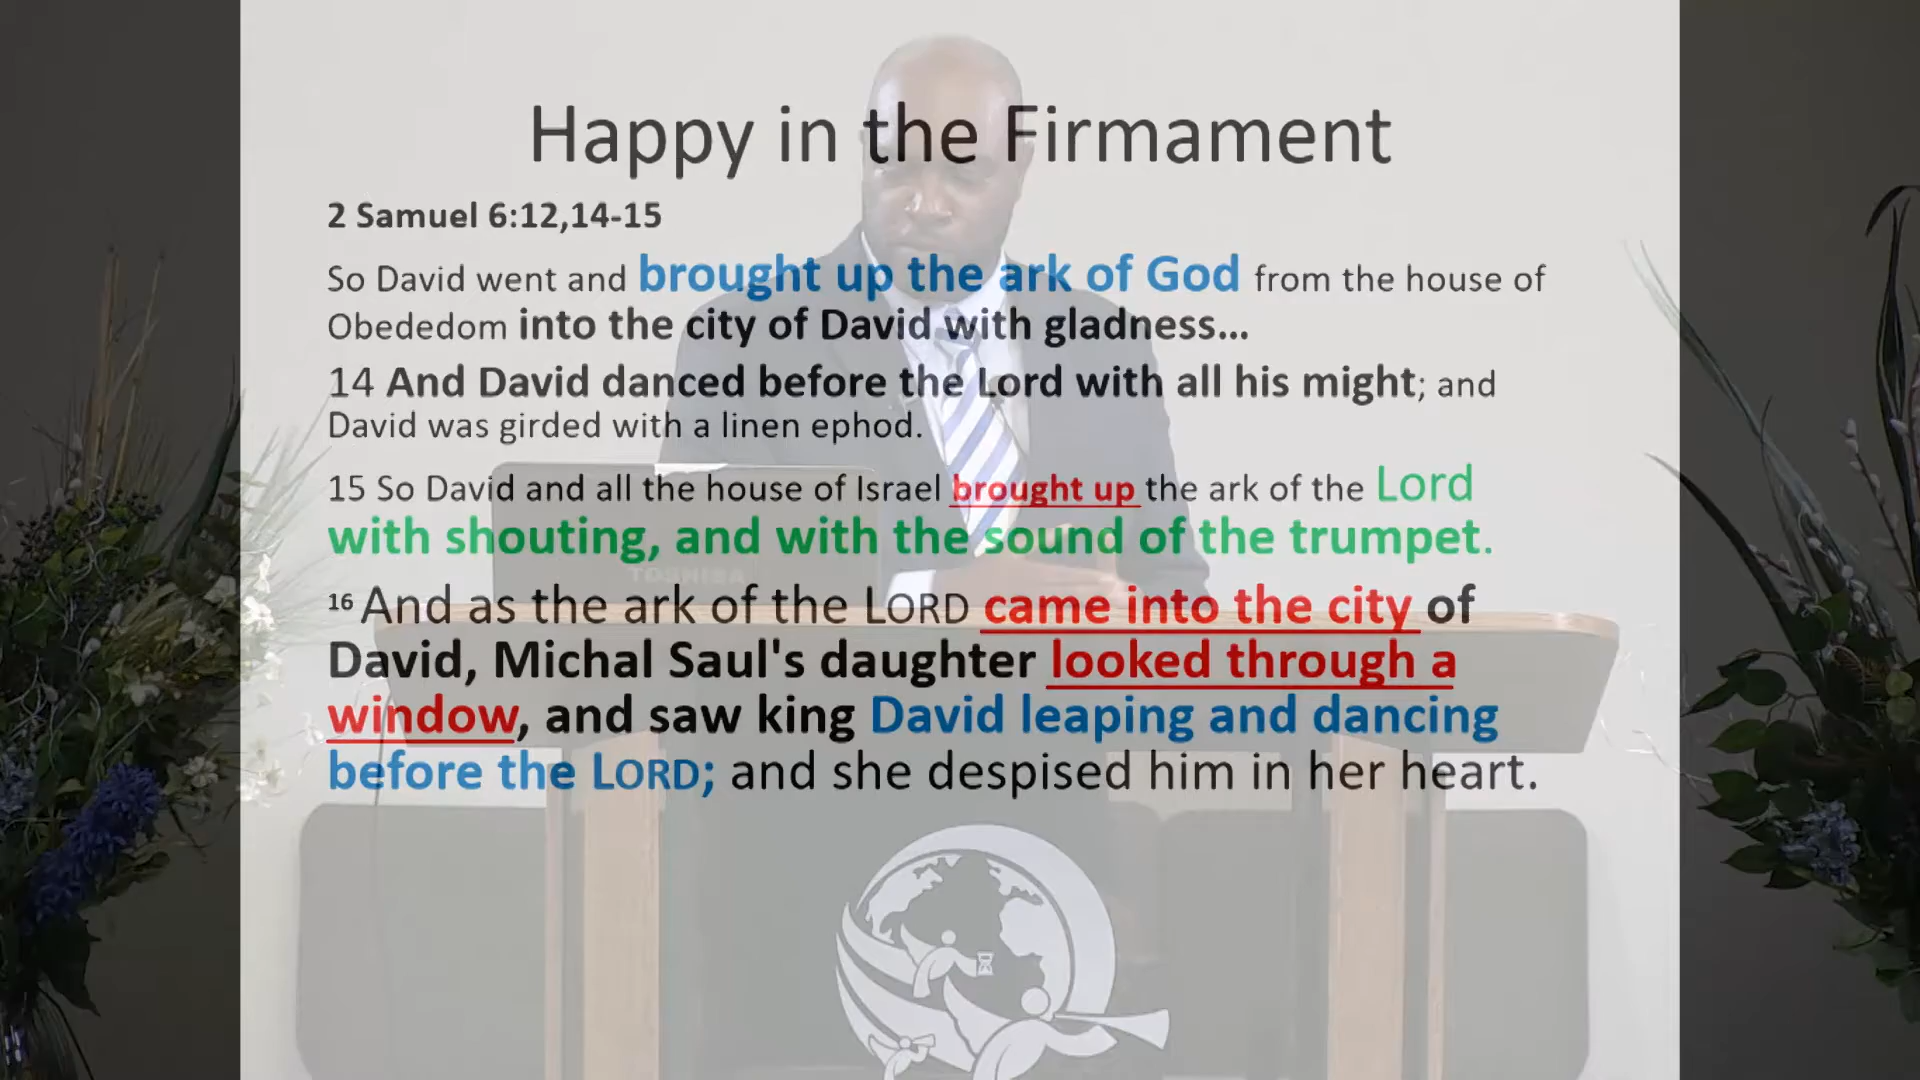 Happy in the Firmament
2 Samuel 6:12,14-15
So David went and brought up the ark of God from the house of
Obededom into the city of David with gladness...
14 And David danced before the Lord with all his might; and
David was girded with a linen ephod.
15 So David and all the house of Israel brought up the ark of the Lord
with shouting, and with the sound of the trumpet.
TOSHIBA
16 And as the ark of the LORD came into the city of
David, Michal Saul's daughter looked through a
window, and saw king David leaping and dancing
before the LORD; and she despised him in her heart.